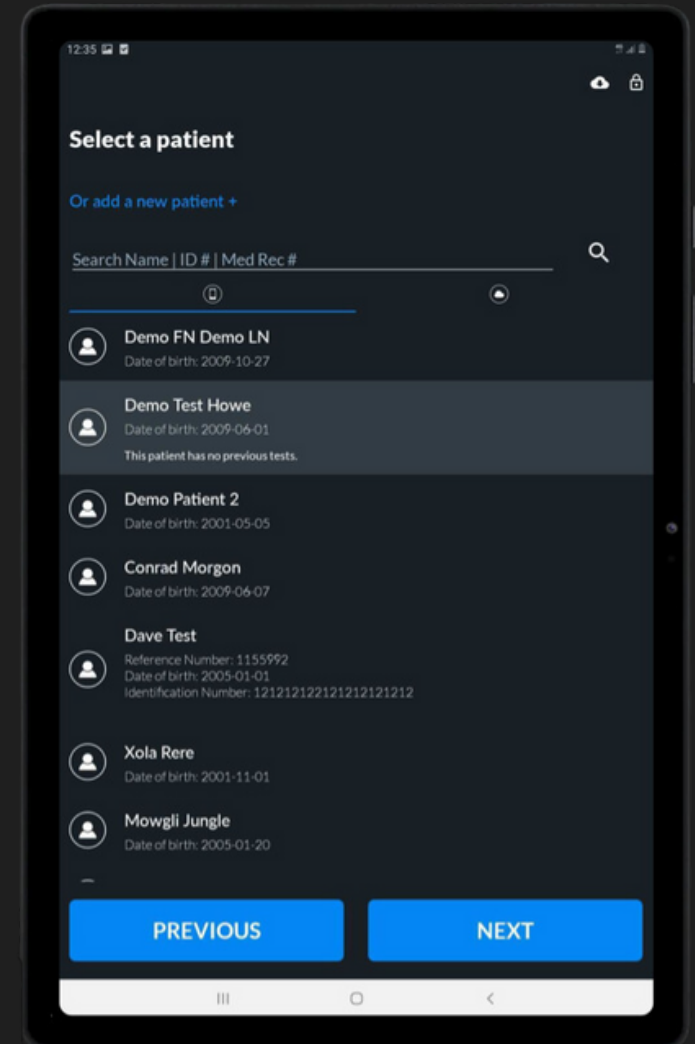 12:35
Select a patient
Or add a new patient +
Search Name | ID # | Med Rec #
Demo FN Demo LN
Date of birth: 2009-10-27
Demo Test Howe
Date of birth: 2009-06-01
This patient has no previous tests.
Demo Patient 2
Date of birth: 2001-05-05
Conrad Morgon
Date of birth: 2009-06-07
Dave Test
Reference Number: 1155992
Date of birth: 2005-01-01
Identification Number: 121212122121212121212
Xola Rere
Date of birth: 2001-11-01
Mowgli Jungle
Date of birth: 2005-01-20
PREVIOUS
NEXT